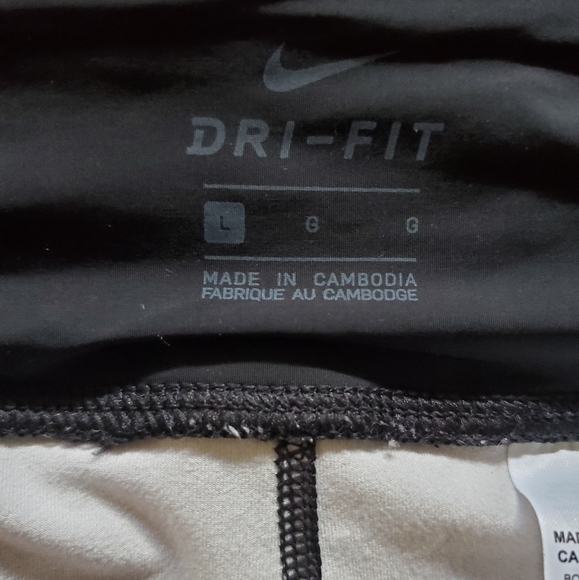 DRI-FIT
L G G
MADE IN CAMBODIA
FABRIQUE AU CAMBODGE